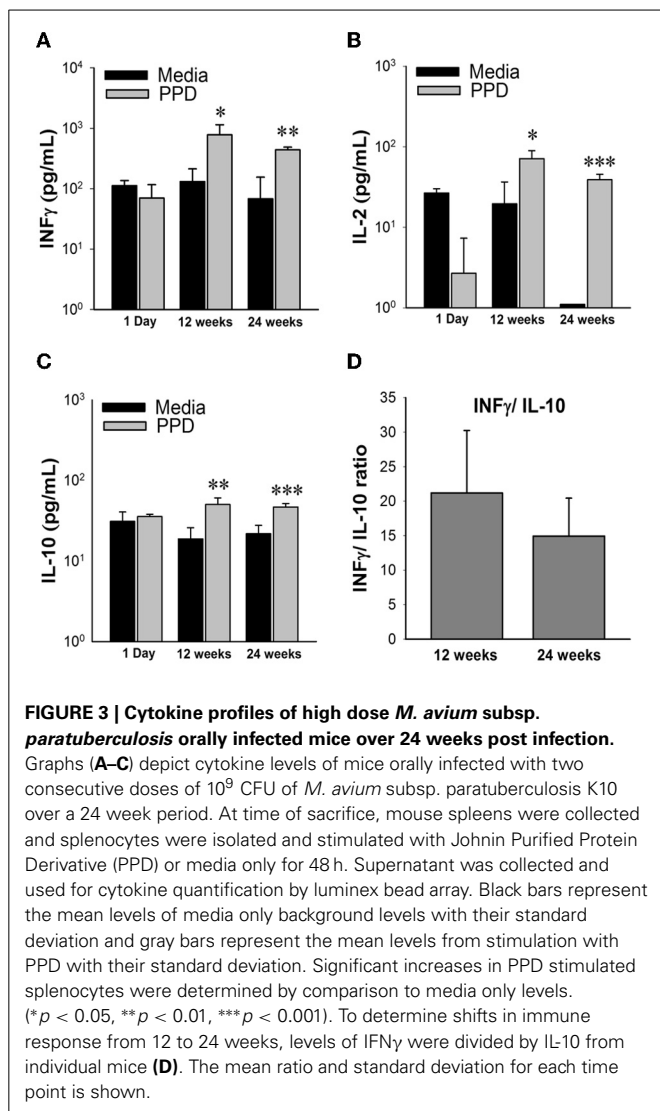 A
10⁴
10³
10²
10¹
10⁰
INFγ (pg/mL)
Media
PPD
*
**
1 Day 12 weeks 24 weeks
B
10³
10²
10¹
10⁰
IL-2 (pg/mL)
Media
PPD
*
***
1 Day 12 weeks 24 weeks
C
10³
10²
10¹
10⁰
IL-10 (pg/mL)
Media
PPD
**
***
1 Day 12 weeks 24 weeks
D
INFγ/ IL-10
35
30
25
20
15
10
5
0
INFγ/ IL-10 ratio
12 weeks 24 weeks
FIGURE 3 | Cytokine profiles of high dose M. avium subsp.
paratuberculosis orally infected mice over 24 weeks post infection.
Graphs (A–C) depict cytokine levels of mice orally infected with two
consecutive doses of 10⁹ CFU of M. avium subsp. paratuberculosis K10
over a 24 week period. At time of sacrifice, mouse spleens were collected
and splenocytes were isolated and stimulated with Johnin Purified Protein
Derivative (PPD) or media only for 48 h. Supernatant was collected and
used for cytokine quantification by luminex bead array. Black bars represent
the mean levels of media only background levels with their standard
deviation and gray bars represent the mean levels from stimulation with
PPD with their standard deviation. Significant increases in PPD stimulated
splenocytes were determined by comparison to media only levels.
(*p < 0.05, **p < 0.01, ***p < 0.001). To determine shifts in immune
response from 12 to 24 weeks, levels of IFNγ were divided by IL-10 from
individual mice (D). The mean ratio and standard deviation for each time
point is shown.